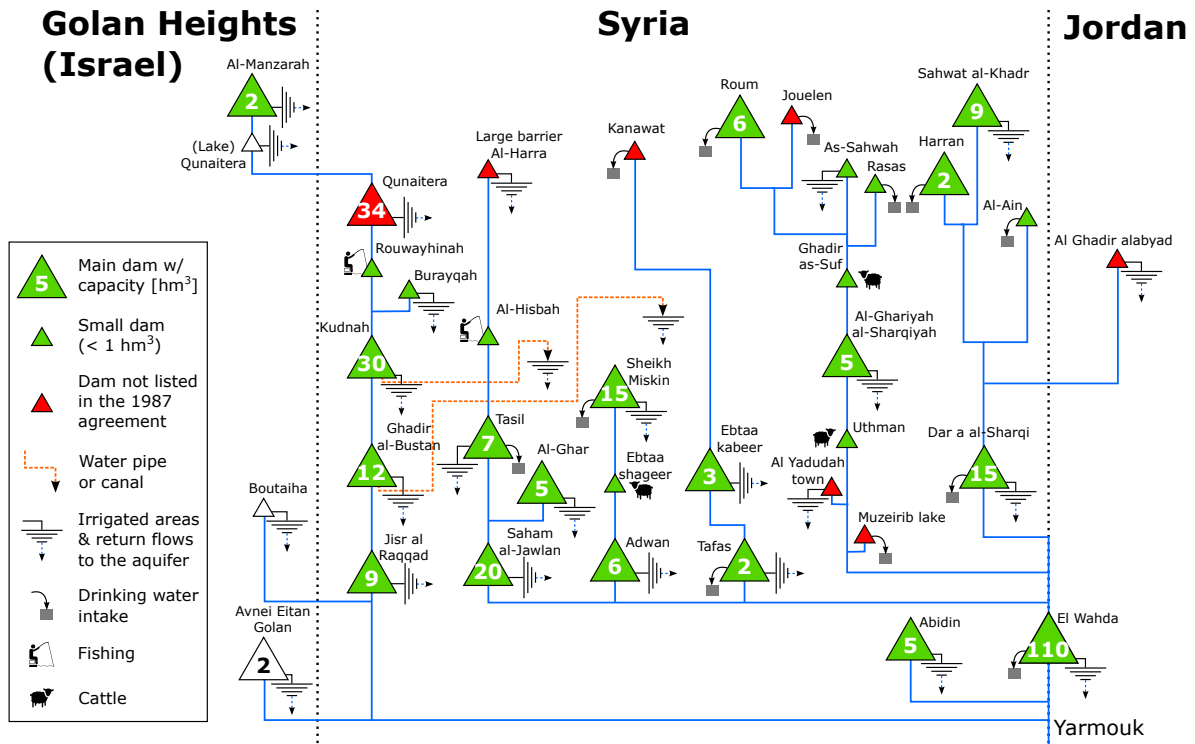 Golan Heights
(Israel)
Syria
Jordan
Al-Manzarah
2
(Lake)
Qunaitera
Qunaitera
34
Rouwayhinah
Burayqah
Kudnah
30
Ghadir
al-Bustan
12
Boutaiha
Jisr al
Raqqad
9
Avnei Eitan
Golan
2
Large barrier
Al-Harra
Al-Hisbah
Tasil
7
Al-Ghar
5
Saham
al-Jawlan
20
Sheikh
Miskin
15
Ebtaa
shageer
Adwan
6
Kanawat
Ebtaa
kabeer
3
Tafas
2
Roum
6
Jouelen
As-Sahwah
Rasas
Ghadir
as-Suf
Al-Ghariyah
al-Sharqiyah
5
Uthman
Al Yadudah
town
Muzeirib lake
Sahwat al-Khadr
9
Harran
2
Al-Ain
Al Ghadir alabyad
Dar a al-Sharqi
15
Abidin
5
El Wahda
110
Yarmouk
5
Main dam w/
capacity [hm³]
Small dam
(< 1 hm³)
Dam not listed
in the 1987
agreement
Water pipe
or canal
Irrigated areas
& return flows
to the aquifer
Drinking water
intake
Fishing
Cattle